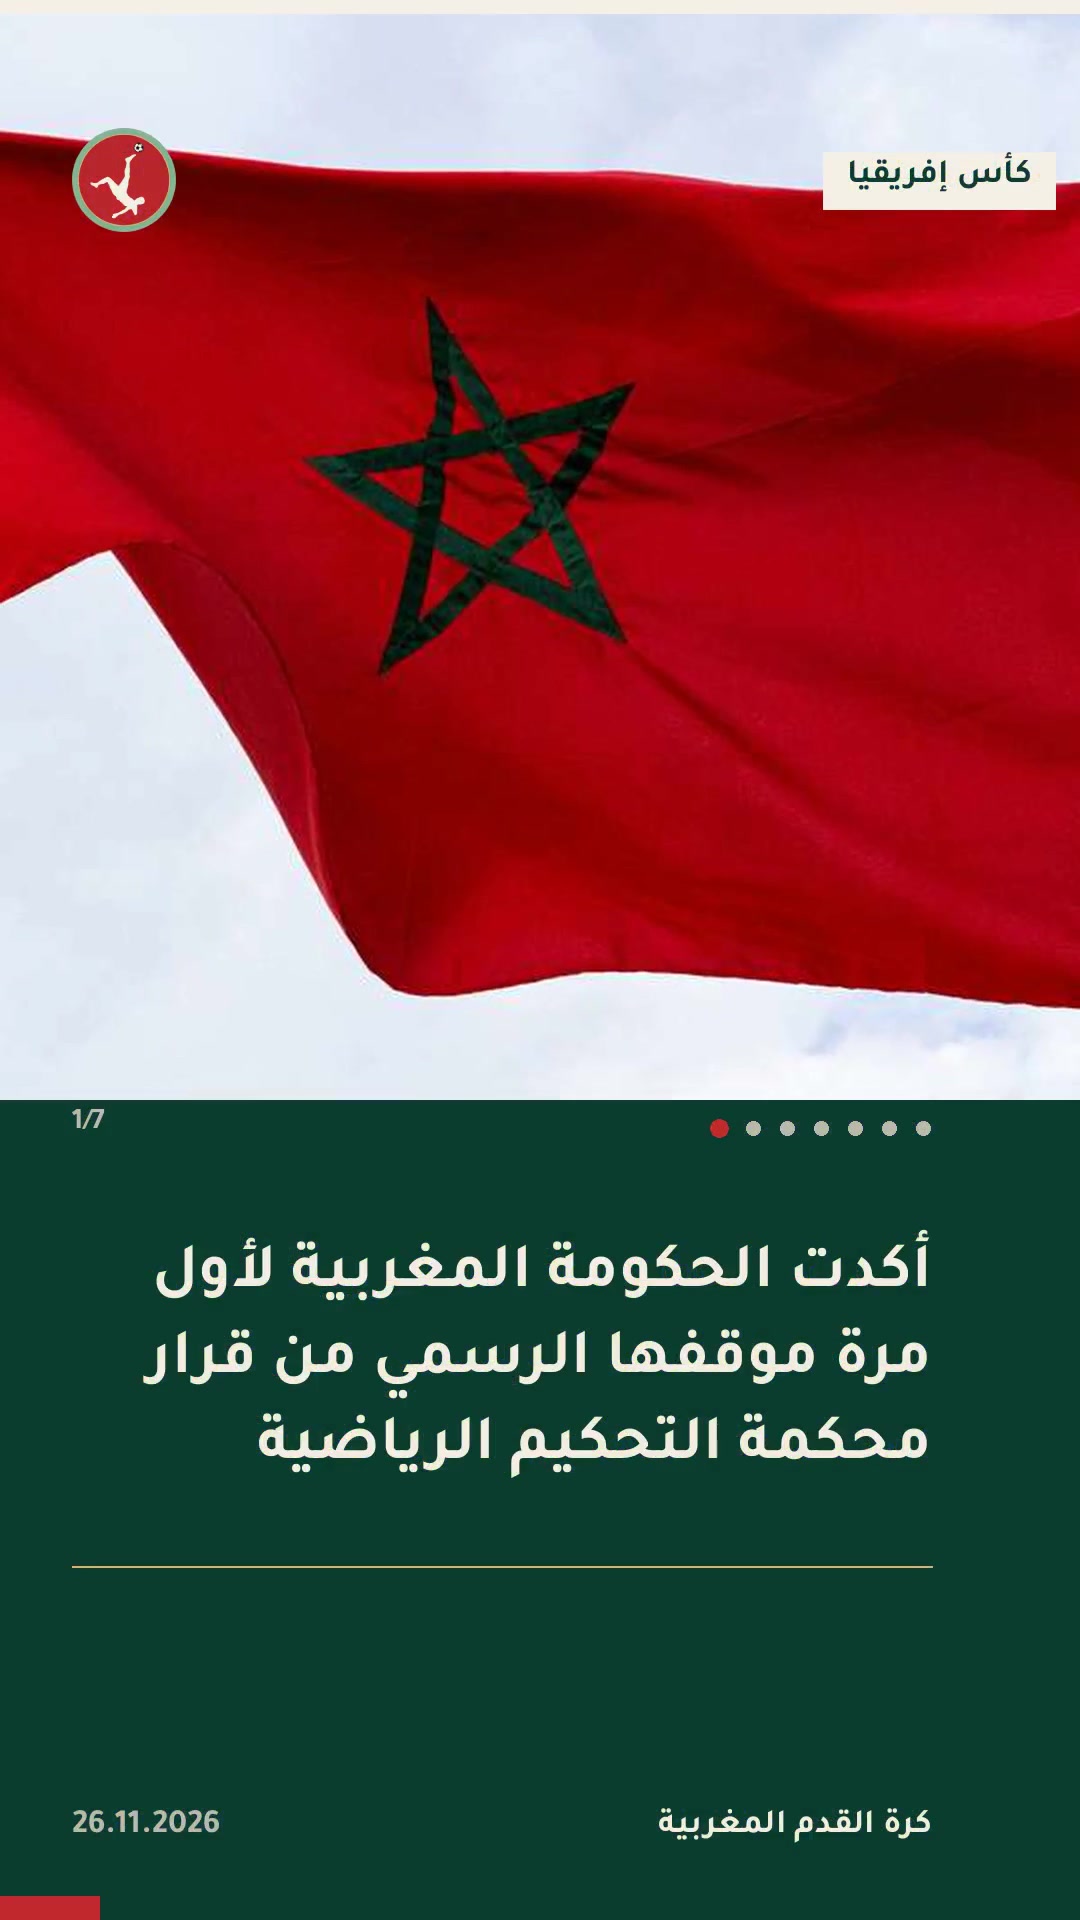 كأس إفريقيا
1/7
أكدت الحكومة المغربية لأول
مرة موقفها الرسمي من قرار
محكمة التحكيم الرياضية
كرة القدم المغربية
26.11.2026